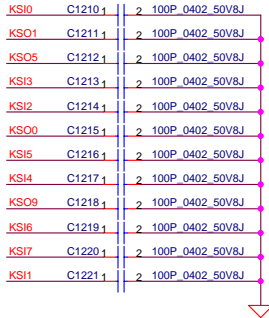 KSI0 C1210 1 2 100P_0402_50V8J
KSO1 C1211 1 2 100P_0402_50V8J
KSO5 C1212 1 2 100P_0402_50V8J
KSI3 C1213 1 2 100P_0402_50V8J
KSI2 C1214 1 2 100P_0402_50V8J
KSO0 C1215 1 2 100P_0402_50V8J
KSI5 C1216 1 2 100P_0402_50V8J
KSI4 C1217 1 2 100P_0402_50V8J
KSO9 C1218 1 2 100P_0402_50V8J
KSI6 C1219 1 2 100P_0402_50V8J
KSI7 C1220 1 2 100P_0402_50V8J
KSI1 C1221 1 2 100P_0402_50V8J